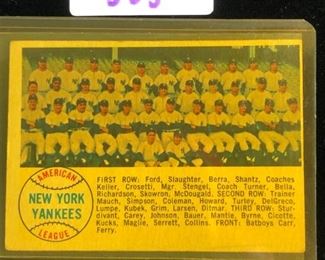 AMERICAN
NEW YORK
YANKEES
LEAGUE
FIRST ROW: Ford, Slaughter, Berra, Shantz, Coaches
Keller, Crosetti, Mgr. Stengel, Coach Turner, Bella,
Richardson, Skowron, McDougald. SECOND ROW: Trainer
Mauch, Simpson, Coleman, Howard, Turley, DelGreco,
Lumpe, Kubek, Grim, Larsen, Ditmar. THIRD ROW: Stur-
divant, Carey, Johnson, Bauer, Mantle, Byrne, Cicotte,
Kucks, Maglie, Serrett, Collins. FRONT: Batboys Carr,
Ferry.